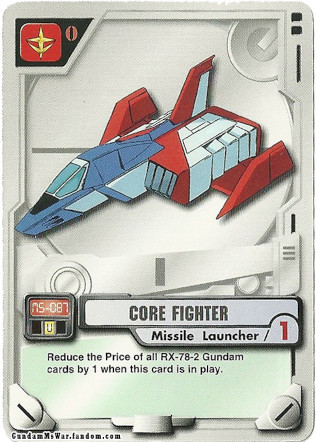 0
MS-087
U
CORE FIGHTER
Missile Launcher / 1
Reduce the Price of all RX-78-2 Gundam
cards by 1 when this card is in play.
GundamMsWar.fandom.com